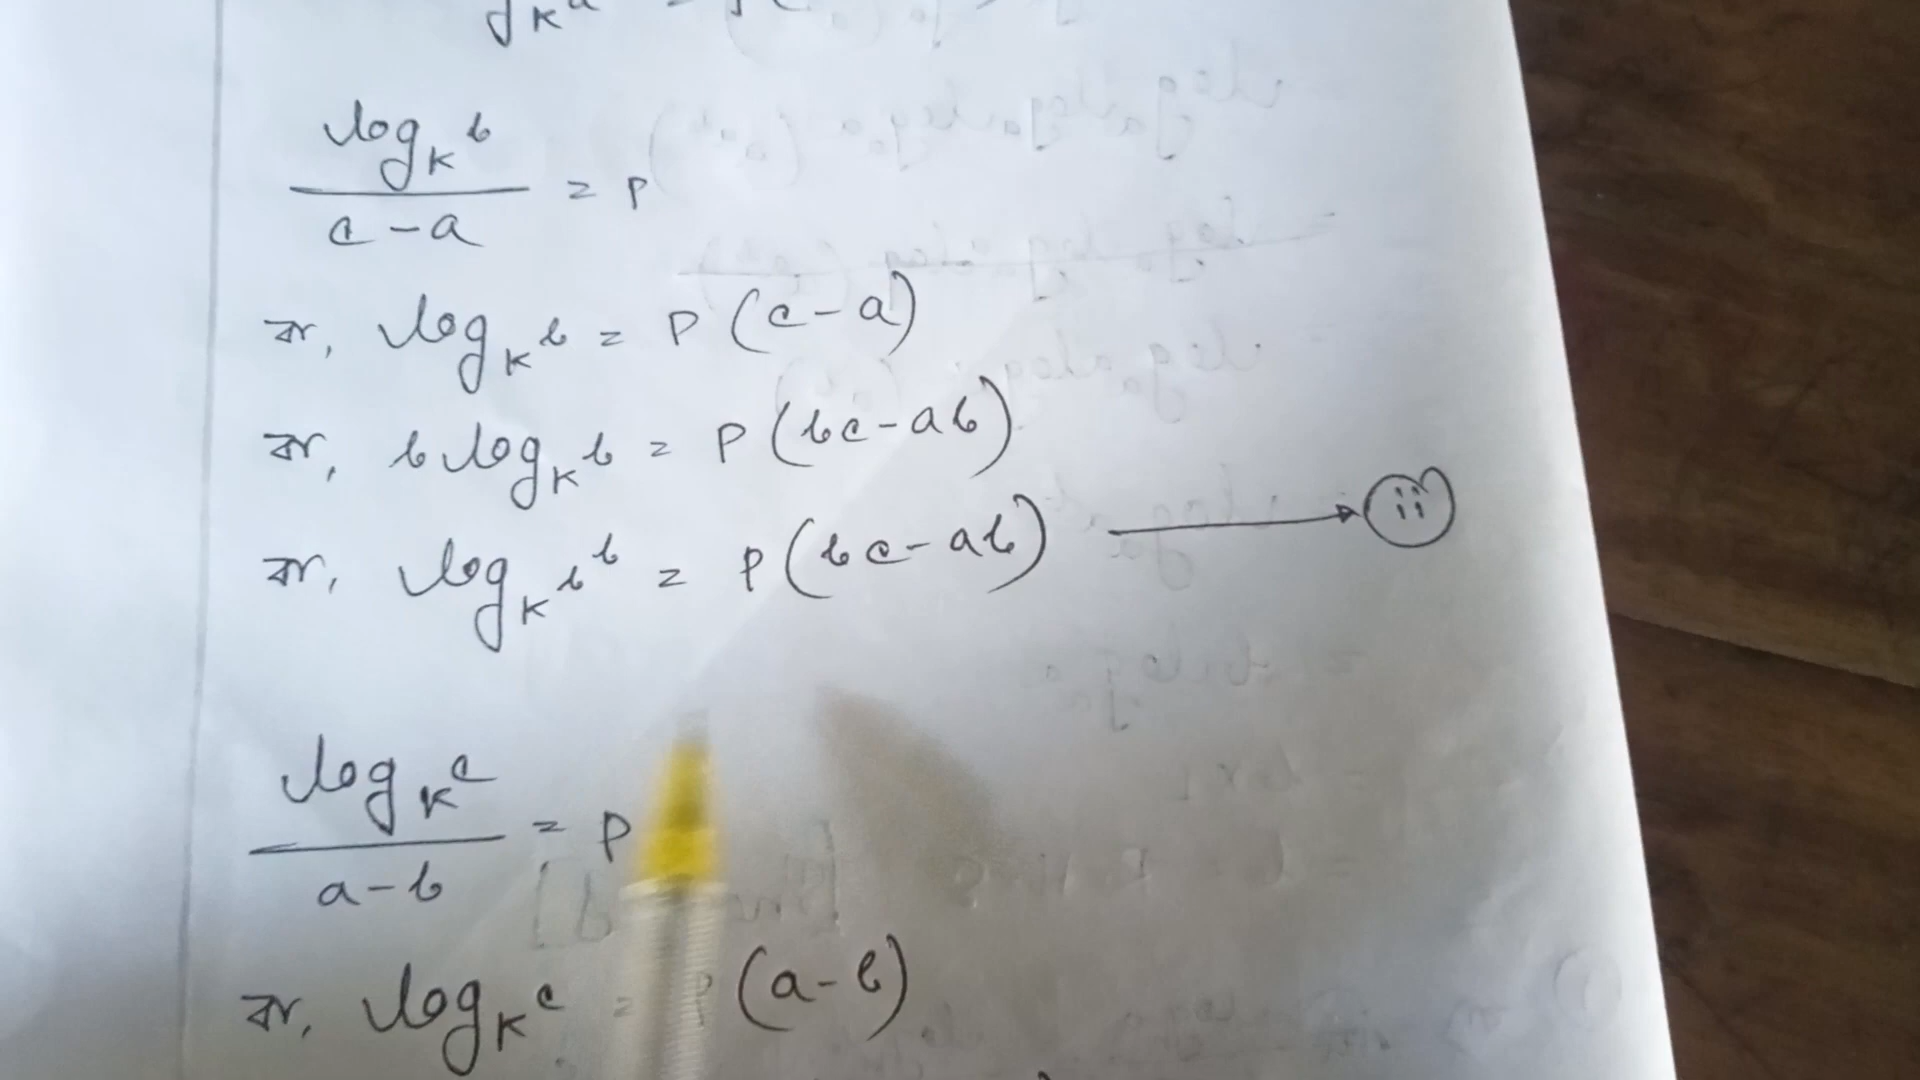 log_k b
c - a = P
বা, log_k b = P (c - a)
বা, b log_k b = P (bc - ab)
বা, log_k b^b = P (bc - ab) → ii
log_k c
a - b = P
বা, log_k c = P (a - b)